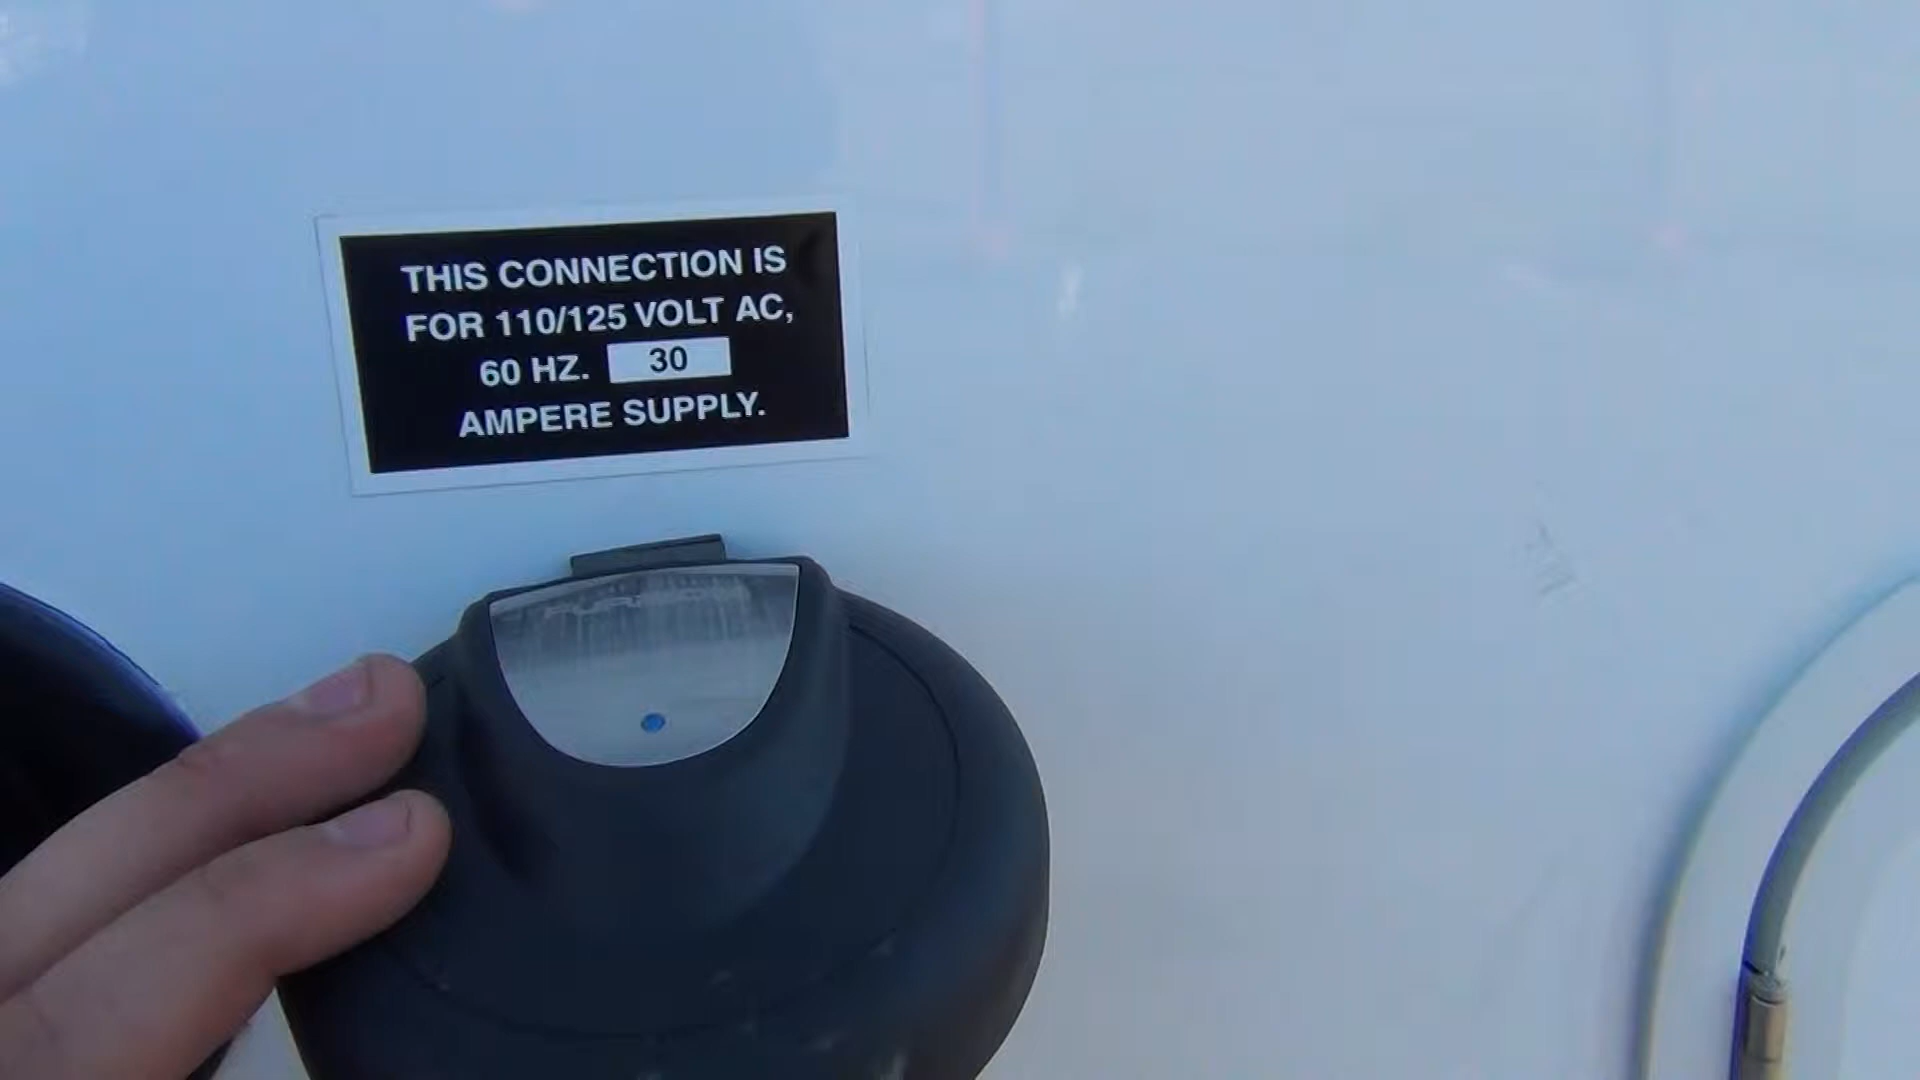 THIS CONNECTION IS
FOR 110/125 VOLT AC,
60 HZ. 30
AMPERE SUPPLY.